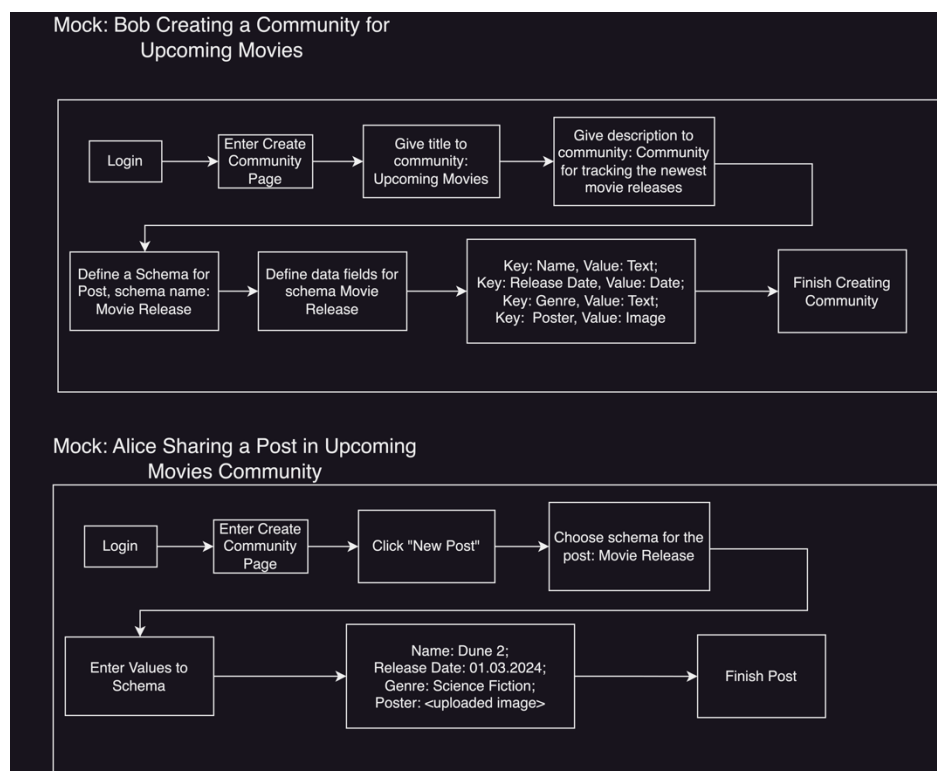 Mock: Bob Creating a Community for
Upcoming Movies
Login
Enter Create
Community
Page
Give title to
community:
Upcoming Movies
Give description to
community: Community
for tracking the newest
movie releases
Define a Schema for
Post, schema name:
Movie Release
Define data fields for
schema Movie
Release
Key: Name, Value: Text;
Key: Release Date, Value: Date;
Key: Genre, Value: Text;
Key: Poster, Value: Image
Finish Creating
Community
Mock: Alice Sharing a Post in Upcoming
Movies Community
Login
Enter Create
Community
Page
Click "New Post"
Choose schema for the
post: Movie Release
Enter Values to
Schema
Name: Dune 2;
Release Date: 01.03.2024;
Genre: Science Fiction;
Poster: <uploaded image>
Finish Post